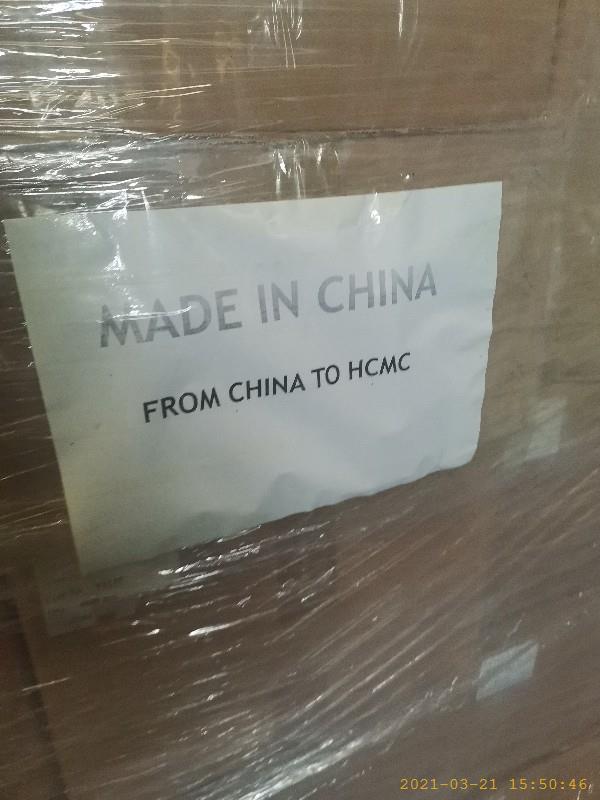 MADE IN CHINA
FROM CHINA TO HCMC
2021-03-21 15:50:46